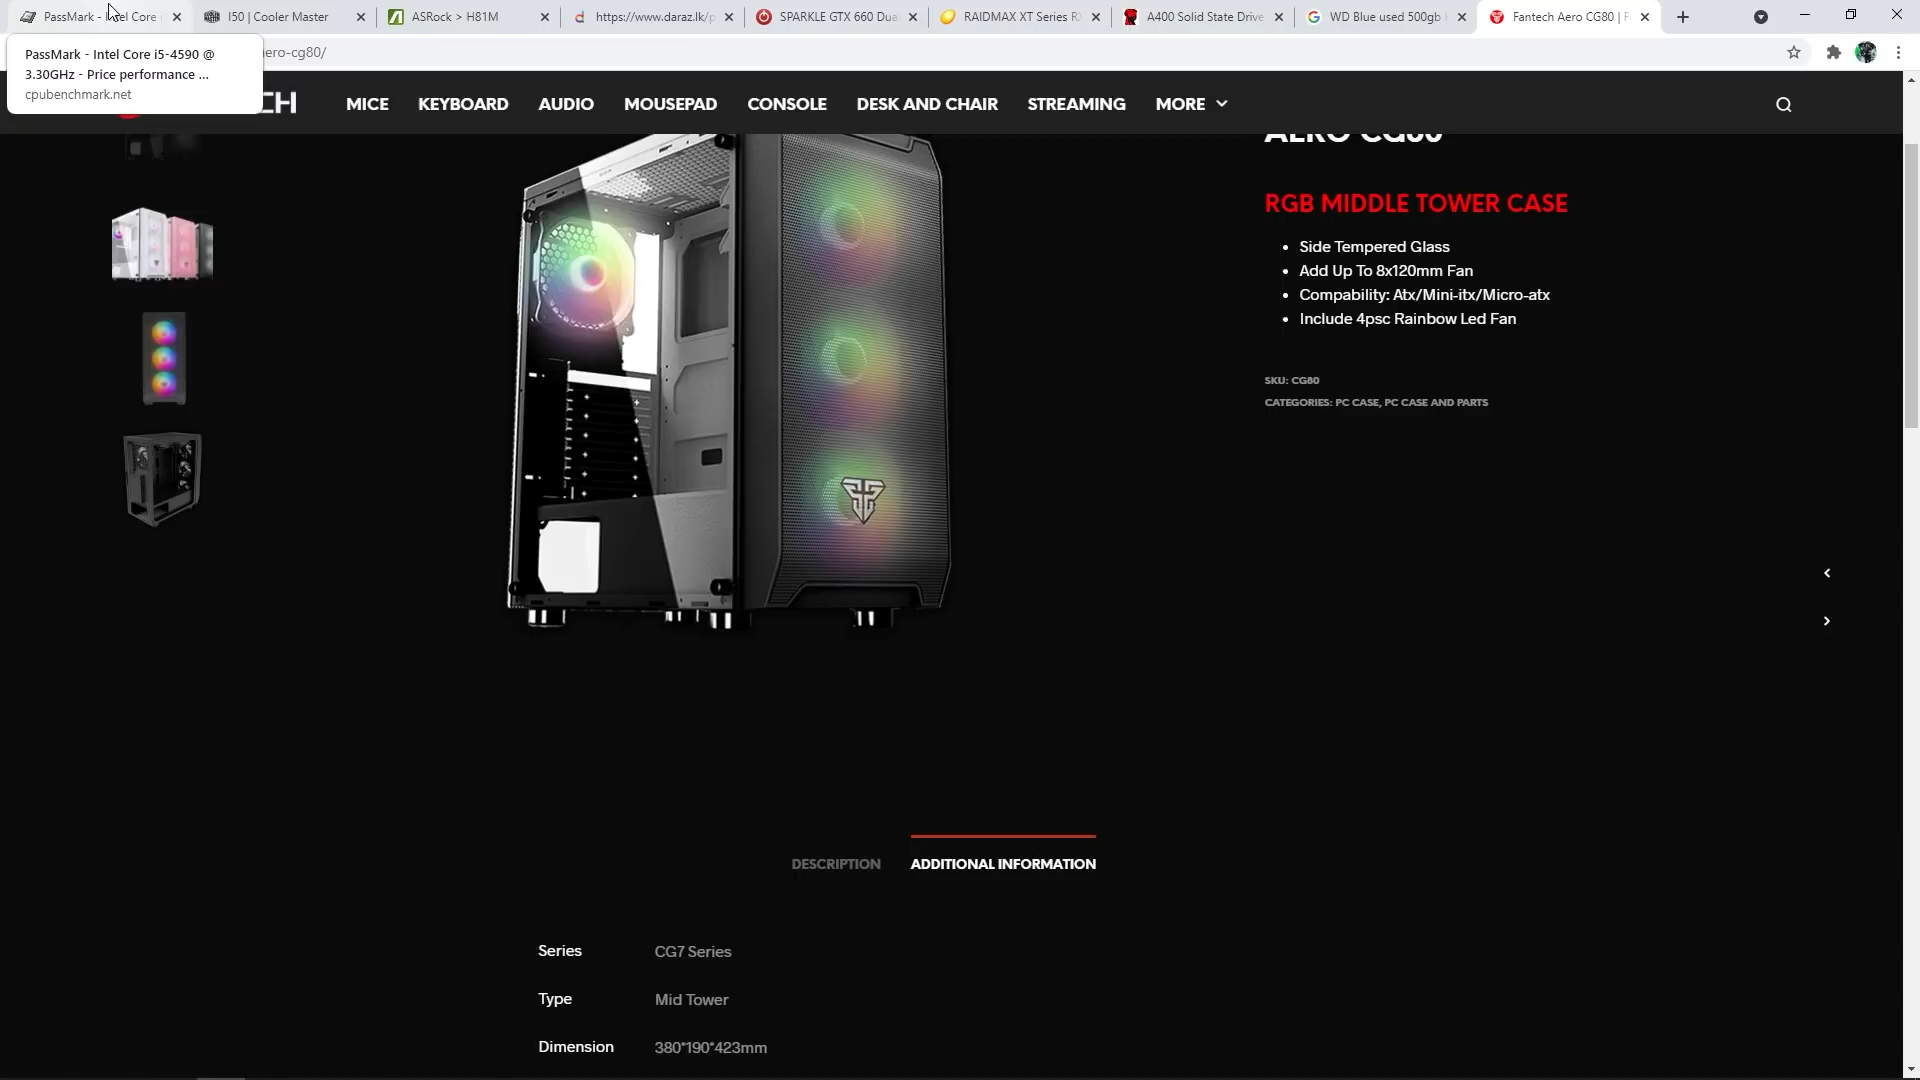 PassMark - Intel Core
I50 | Cooler Master
ASRock > H81M
https://www.daraz.lk/p
SPARKLE GTX 660 Dua
RAIDMAX XT Series R
A400 Solid State Drive
WD Blue used 500gb
Fantech Aero CG80 | F
PassMark - Intel Core i5-4590 @
3.30GHz - Price performance ...
cpubenchmark.net
aero-cg80/
CH
MICE
KEYBOARD
AUDIO
MOUSEPAD
CONSOLE
DESK AND CHAIR
STREAMING
MORE
AERO CG80
RGB MIDDLE TOWER CASE
• Side Tempered Glass
• Add Up To 8x120mm Fan
• Compability: Atx/Mini-itx/Micro-atx
• Include 4psc Rainbow Led Fan
SKU: CG80
CATEGORIES: PC CASE, PC CASE AND PARTS
DESCRIPTION
ADDITIONAL INFORMATION
Series CG7 Series
Type Mid Tower
Dimension 380*190*423mm